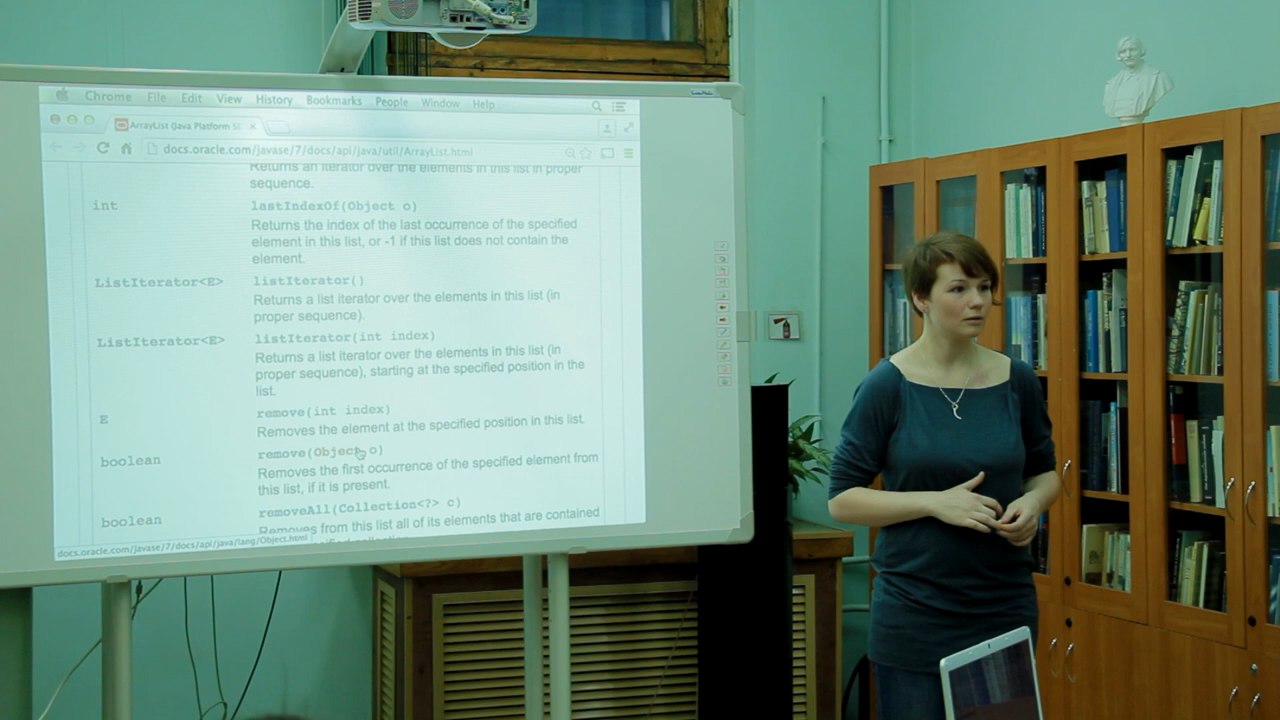 Chrome File Edit View History Bookmarks People Window Help
ArrayList (Java Platform S
docs.oracle.com/javase/7/docs/api/java/util/ArrayList.html
Returns an iterator over the elements in this list in proper
sequence.
int lastIndexOf(Object o)
Returns the index of the last occurrence of the specified
element in this list, or -1 if this list does not contain the
element.
ListIterator<E> listIterator()
Returns a list iterator over the elements in this list (in
proper sequence).
ListIterator<E> listIterator(int index)
Returns a list iterator over the elements in this list (in
proper sequence), starting at the specified position in the
list.
E remove(int index)
Removes the element at the specified position in this list.
boolean remove(Object o)
Removes the first occurrence of the specified element from
this list, if it is present.
boolean removeAll(Collection<?> c)
Removes from this list all of its elements that are contained
docs.oracle.com/javase/7/docs/api/java/lang/Object.html